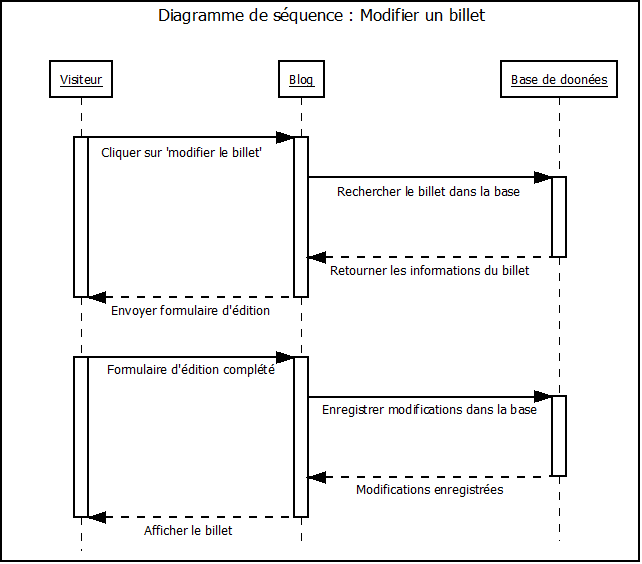 Diagramme de séquence : Modifier un billet
Visiteur
Blog
Base de doonées
Cliquer sur 'modifier le billet'
Rechercher le billet dans la base
Retourner les informations du billet
Envoyer formulaire d'édition
Formulaire d'édition complété
Enregistrer modifications dans la base
Modifications enregistrées
Afficher le billet